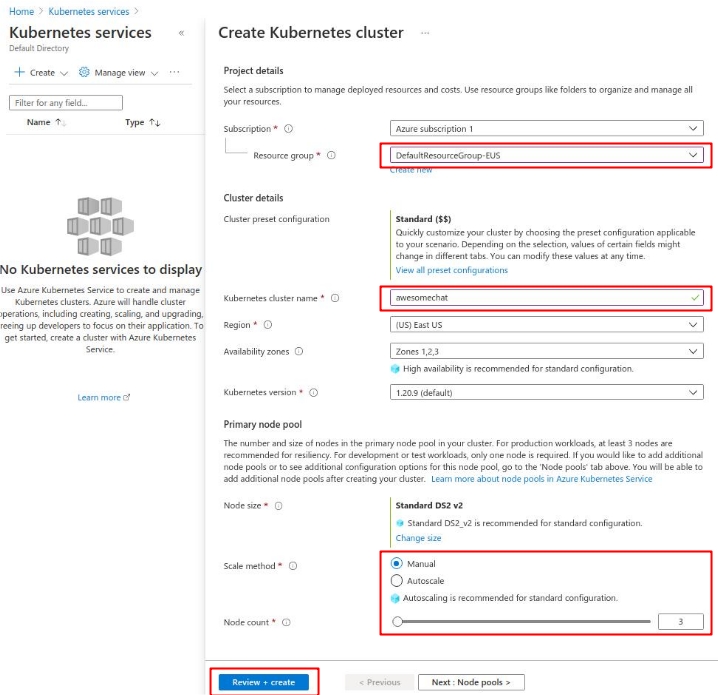 Home > Kubernetes services >
Kubernetes services «
Default Directory
+ Create Manage view ...
Filter for any field...
Name ↑↓ Type ↑↓
No Kubernetes services to display
Use Azure Kubernetes Service to create and manage
Kubernetes clusters. Azure will handle cluster
operations, including creating, scaling, and upgrading,
reeing up developers to focus on their application. To
get started, create a cluster with Azure Kubernetes
Service.
Learn more
Create Kubernetes cluster ...
Project details
Select a subscription to manage deployed resources and costs. Use resource groups like folders to organize and manage all
your resources.
Subscription *
Azure subscription 1
Resource group *
DefaultResourceGroup-EUS
Create new
Cluster details
Cluster preset configuration
Standard ($$)
Quickly customize your cluster by choosing the preset configuration applicable
to your scenario. Depending on the selection, values of certain fields might
change in different tabs. You can modify these values at any time.
View all preset configurations
Kubernetes cluster name *
awesomechat
Region *
(US) East US
Availability zones
Zones 1,2,3
High availability is recommended for standard configuration.
Kubernetes version *
1.20.9 (default)
Primary node pool
The number and size of nodes in the primary node pool in your cluster. For production workloads, at least 3 nodes are
recommended for resiliency. For development or test workloads, only one node is required. If you would like to add additional
node pools or to see additional configuration options for this node pool, go to the 'Node pools' tab above. You will be able to
add additional node pools after creating your cluster. Learn more about node pools in Azure Kubernetes Service
Node size *
Standard DS2 v2
Standard DS2_v2 is recommended for standard configuration.
Change size
Scale method *
Manual
Autoscale
Autoscaling is recommended for standard configuration.
Node count *
3
Review + create
< Previous
Next : Node pools >